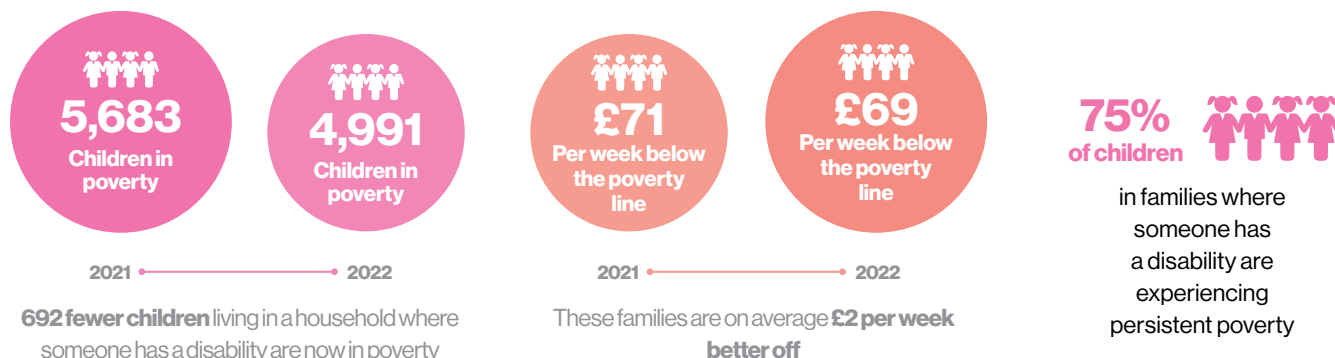 5,683
Children in
poverty
4,991
Children in
poverty
2021
2022
692 fewer children living in a household where
someone has a disability are now in poverty
£71
Per week below
the poverty
line
£69
Per week below
the poverty
line
2021
2022
These families are on average £2 per week
better off
75%
of children
in families where
someone has
a disability are
experiencing
persistent poverty